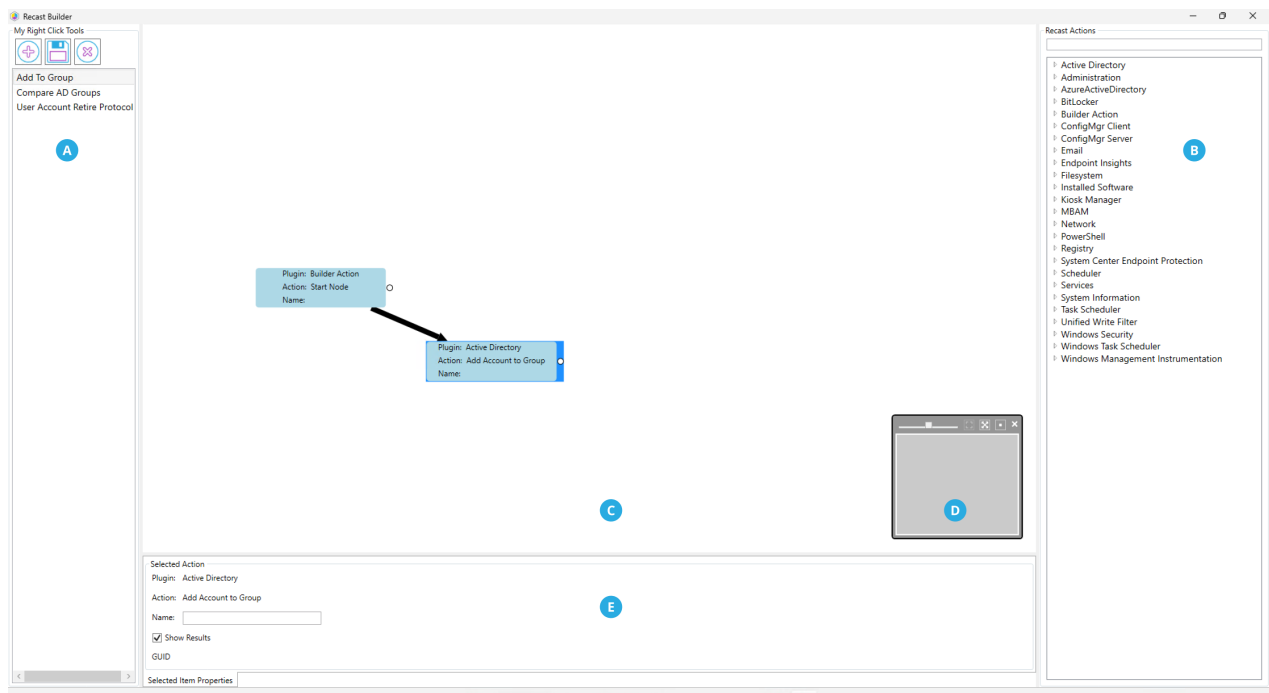 Recast Builder
My Right Click Tools
Add To Group
Compare AD Groups
User Account Retire Protocol
A
Plugin: Builder Action
Action: Start Node
Name:
Plugin: Active Directory
Action: Add Account to Group
Name:
C
D
Selected Action
Plugin: Active Directory
Action: Add Account to Group
Name:
Show Results
GUID
E
Selected Item Properties
Recast Actions
Active Directory
Administration
AzureActiveDirectory
BitLocker
Builder Action
ConfigMgr Client
ConfigMgr Server
Email
Endpoint Insights
Filesystem
Installed Software
Kiosk Manager
MBAM
Network
PowerShell
Registry
System Center Endpoint Protection
Scheduler
Services
System Information
Task Scheduler
Unified Write Filter
Windows Security
Windows Task Scheduler
Windows Management Instrumentation
B